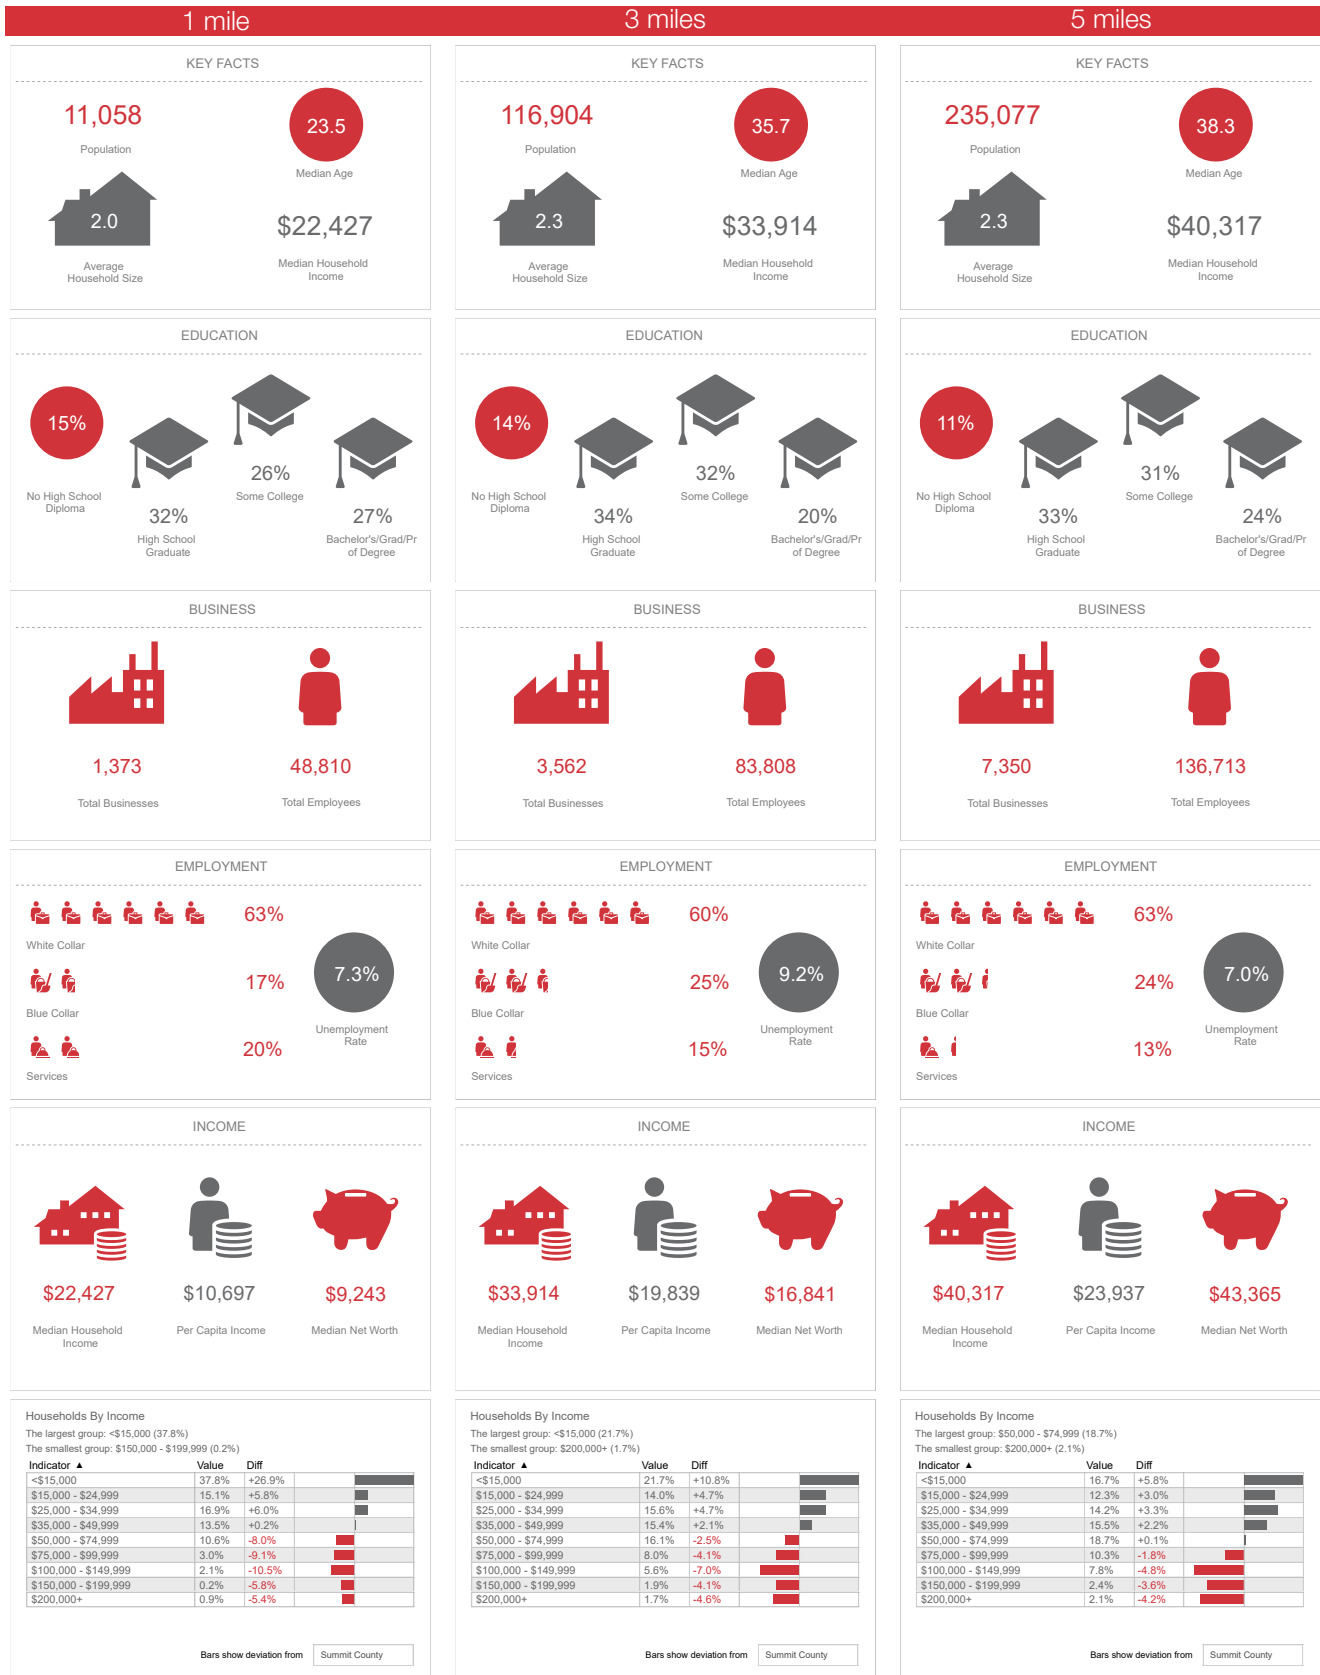 1 mile
KEY FACTS
11,058
Population
23.5
Median Age
2.0
Average
Household Size
$22,427
Median Household
Income
EDUCATION
15%
No High School
Diploma
32%
High School
Graduate
26%
Some College
27%
Bachelor's/Grad/Pr
of Degree
BUSINESS
1,373
Total Businesses
48,810
Total Employees
EMPLOYMENT
63%
White Collar
17%
Blue Collar
20%
Services
7.3%
Unemployment
Rate
INCOME
$22,427
Median Household
Income
$10,697
Per Capita Income
$9,243
Median Net Worth
Households By Income
The largest group: <$15,000 (37.8%)
The smallest group: $150,000 - $199,999 (0.2%)
Indicator ▲ Value Diff
<$15,000 37.8% +26.9%
$15,000 - $24,999 15.1% +5.8%
$25,000 - $34,999 16.9% +6.0%
$35,000 - $49,999 13.5% +0.2%
$50,000 - $74,999 10.6% -8.0%
$75,000 - $99,999 3.0% -9.1%
$100,000 - $149,999 2.1% -10.5%
$150,000 - $199,999 0.2% -5.8%
$200,000+ 0.9% -5.4%
Bars show deviation from Summit County
3 miles
KEY FACTS
116,904
Population
35.7
Median Age
2.3
Average
Household Size
$33,914
Median Household
Income
EDUCATION
14%
No High School
Diploma
34%
High School
Graduate
32%
Some College
20%
Bachelor's/Grad/Pr
of Degree
BUSINESS
3,562
Total Businesses
83,808
Total Employees
EMPLOYMENT
60%
White Collar
25%
Blue Collar
15%
Services
9.2%
Unemployment
Rate
INCOME
$33,914
Median Household
Income
$19,839
Per Capita Income
$16,841
Median Net Worth
Households By Income
The largest group: <$15,000 (21.7%)
The smallest group: $200,000+ (1.7%)
Indicator ▲ Value Diff
<$15,000 21.7% +10.8%
$15,000 - $24,999 14.0% +4.7%
$25,000 - $34,999 15.6% +4.7%
$35,000 - $49,999 15.4% +2.1%
$50,000 - $74,999 16.1% -2.5%
$75,000 - $99,999 8.0% -4.1%
$100,000 - $149,999 5.6% -7.0%
$150,000 - $199,999 1.9% -4.1%
$200,000+ 1.7% -4.6%
Bars show deviation from Summit County
5 miles
KEY FACTS
235,077
Population
38.3
Median Age
2.3
Average
Household Size
$40,317
Median Household
Income
EDUCATION
11%
No High School
Diploma
33%
High School
Graduate
31%
Some College
24%
Bachelor's/Grad/Pr
of Degree
BUSINESS
7,350
Total Businesses
136,713
Total Employees
EMPLOYMENT
63%
White Collar
24%
Blue Collar
13%
Services
7.0%
Unemployment
Rate
INCOME
$40,317
Median Household
Income
$23,937
Per Capita Income
$43,365
Median Net Worth
Households By Income
The largest group: $50,000 - $74,999 (18.7%)
The smallest group: $200,000+ (2.1%)
Indicator ▲ Value Diff
<$15,000 16.7% +5.8%
$15,000 - $24,999 12.3% +3.0%
$25,000 - $34,999 14.2% +3.3%
$35,000 - $49,999 15.5% +2.2%
$50,000 - $74,999 18.7% +0.1%
$75,000 - $99,999 10.3% -1.8%
$100,000 - $149,999 7.8% -4.8%
$150,000 - $199,999 2.4% -3.6%
$200,000+ 2.1% -4.2%
Bars show deviation from Summit County